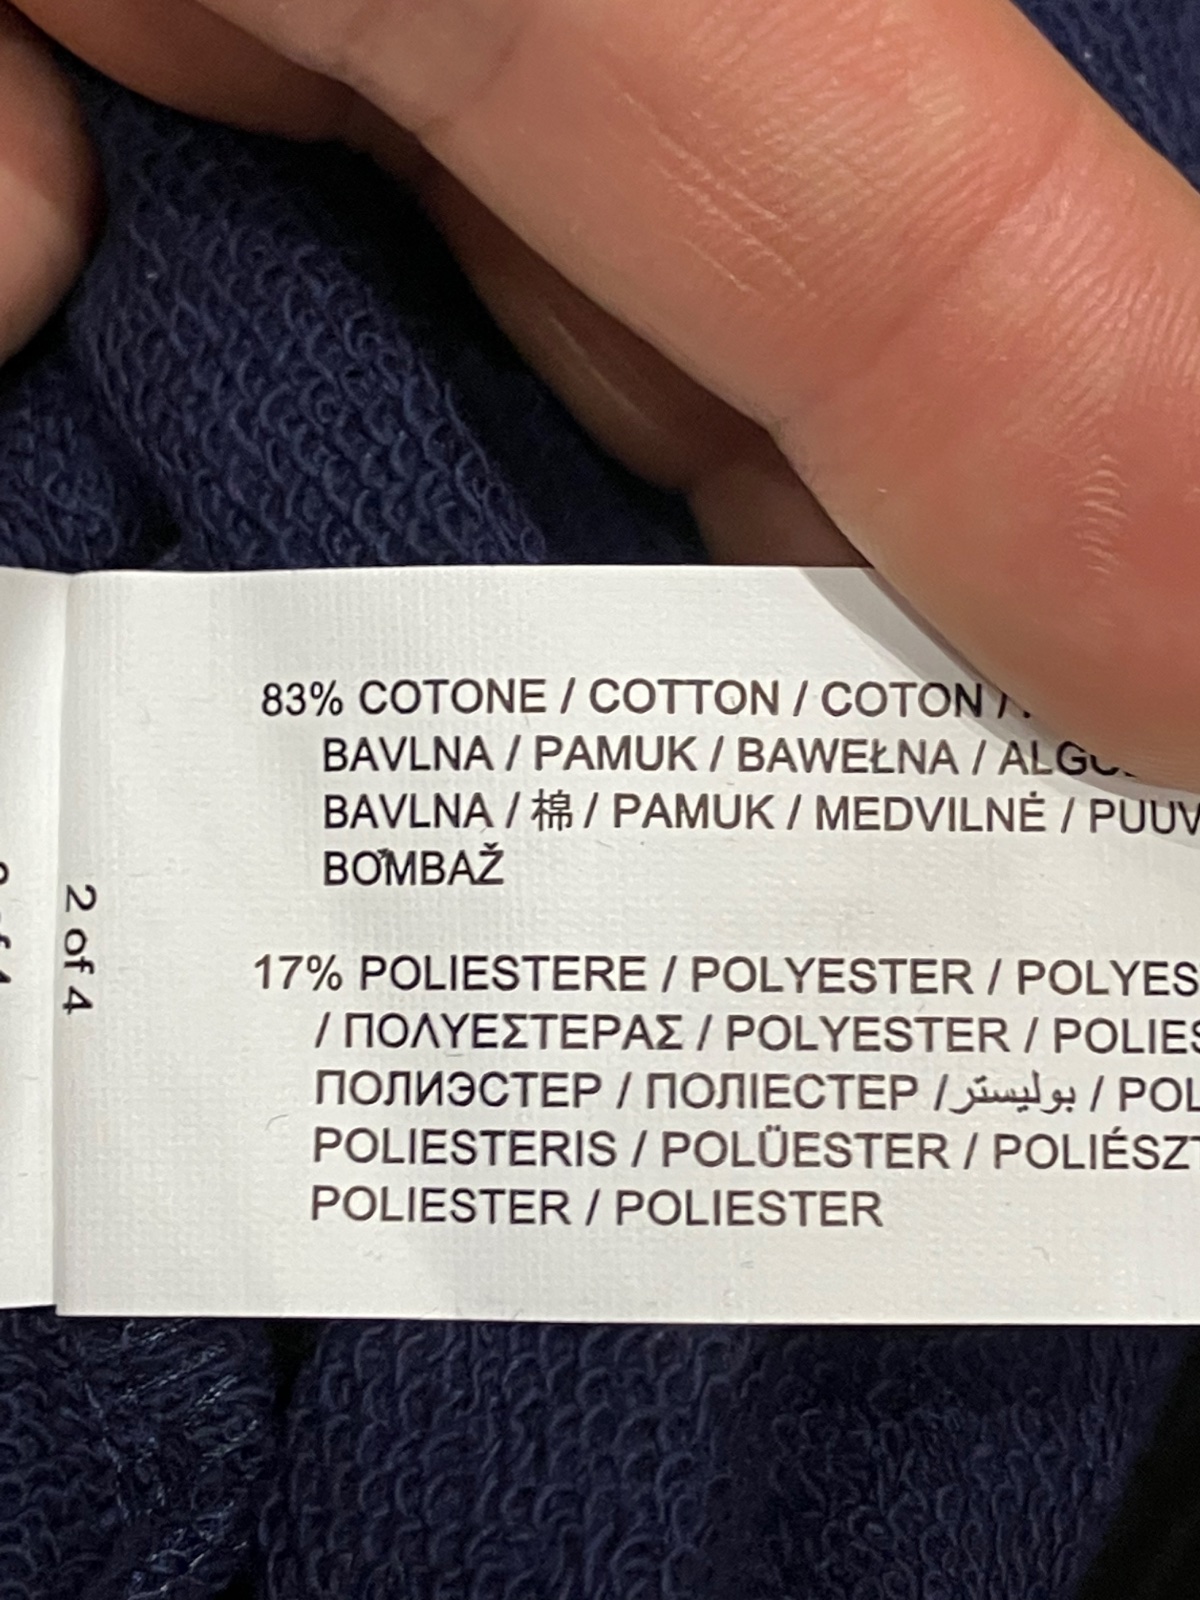 83% COTONE / COTTON / COTON /
BAVLNA / PAMUK / BAWEŁNA /
BAVLNA / 棉 / PAMUK / MEDVILNĖ /
BOMBAŽ
17% POLIESTERE / POLYESTER /
/ ΠΟΛΥΕΣΤΕΡΑΣ / POLYESTER /
ПОЛИЭСТЕР / ПОЛІЕСТЕР / بوليستر /
POLIESTERIS / POLÜESTER /
POLIESTER / POLIESTER
2 of 4